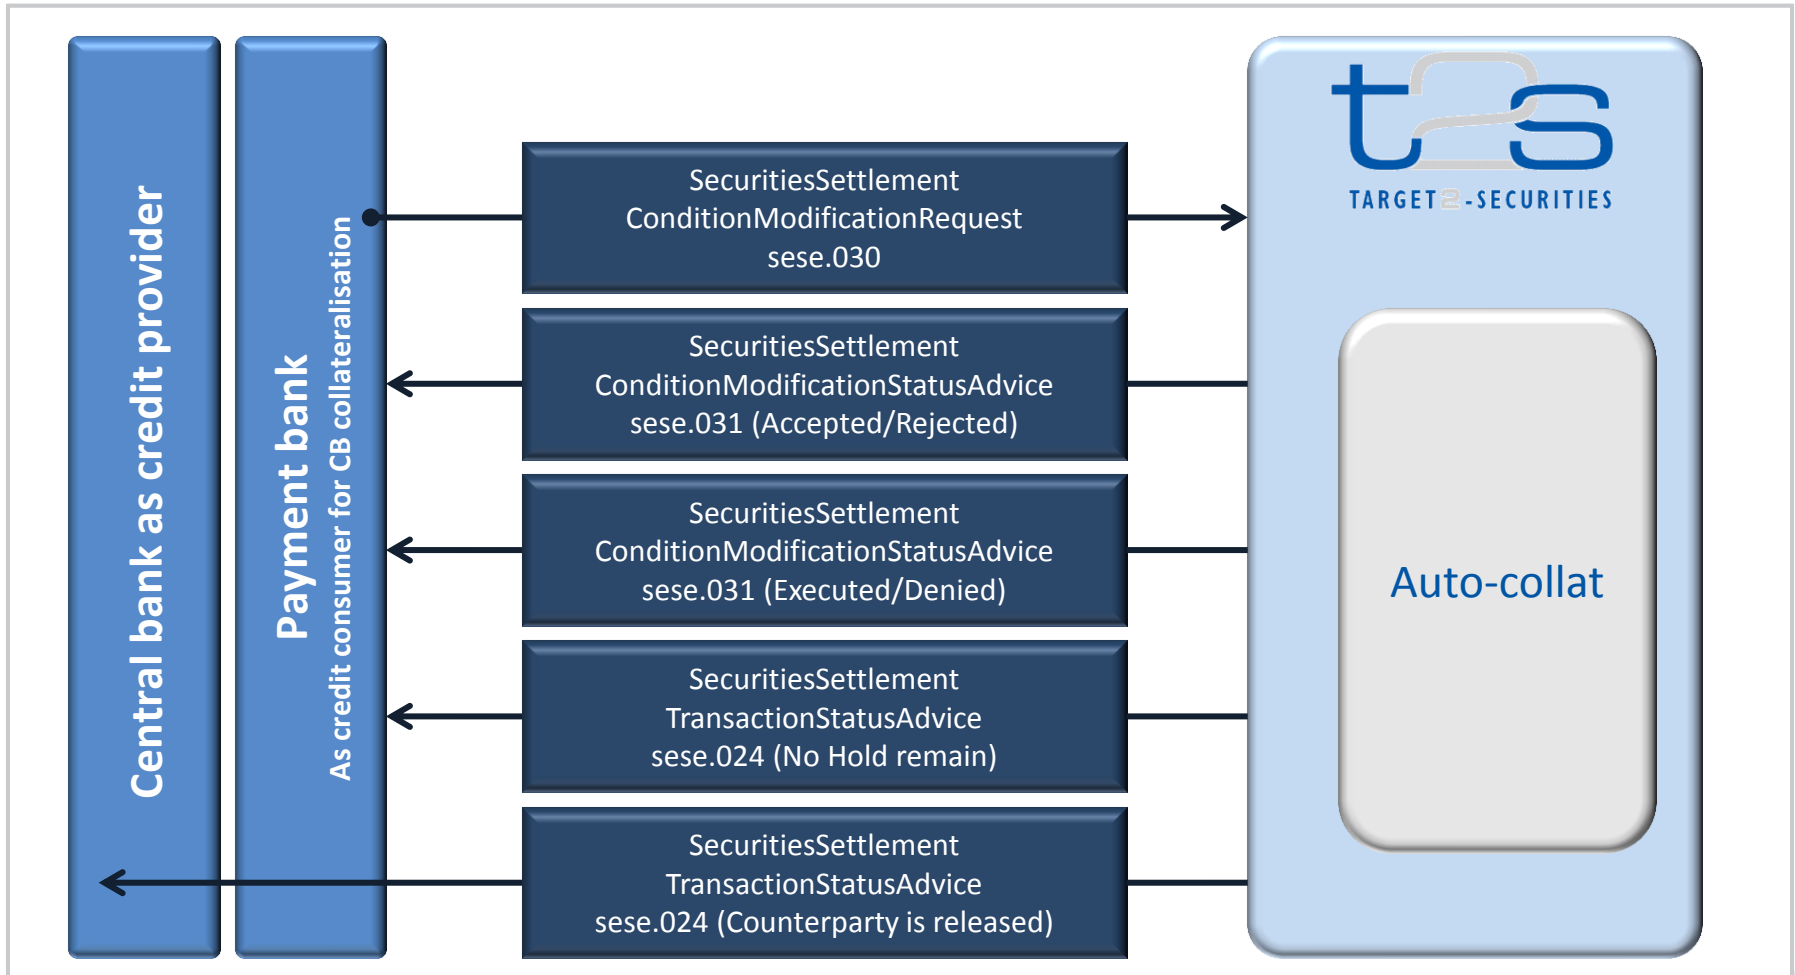 Central bank as credit provider
Payment bank
As credit consumer for CB collateralisation
SecuritiesSettlement
ConditionModificationRequest
sese.030
SecuritiesSettlement
ConditionModificationStatusAdvice
sese.031 (Accepted/Rejected)
SecuritiesSettlement
ConditionModificationStatusAdvice
sese.031 (Executed/Denied)
SecuritiesSettlement
TransactionStatusAdvice
sese.024 (No Hold remain)
SecuritiesSettlement
TransactionStatusAdvice
sese.024 (Counterparty is released)
t2s
TARGET2-SECURITIES
Auto-collat